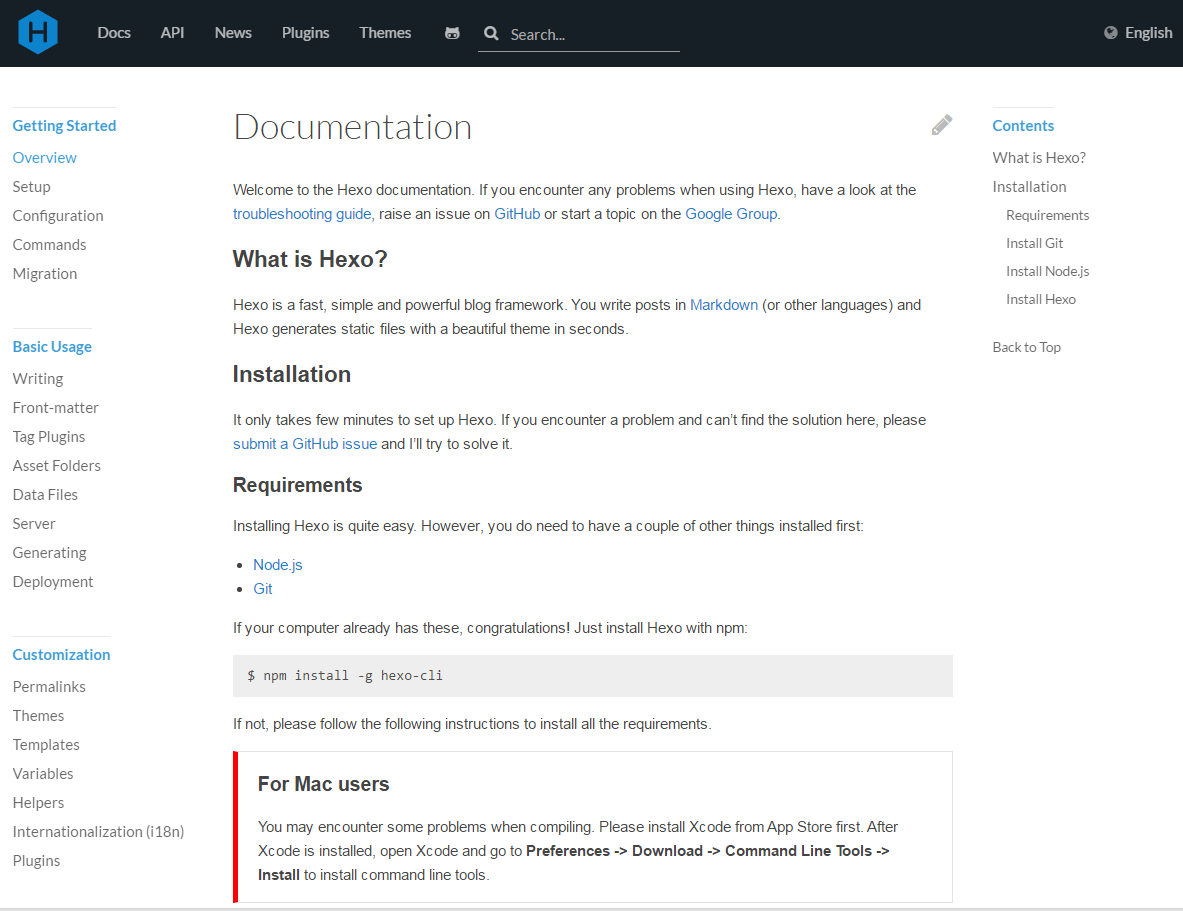 H
Docs API News Plugins Themes Search... English
Getting Started
Overview
Setup
Configuration
Commands
Migration
Basic Usage
Writing
Front-matter
Tag Plugins
Asset Folders
Data Files
Server
Generating
Deployment
Customization
Permalinks
Themes
Templates
Variables
Helpers
Internationalization (i18n)
Plugins
Documentation
Welcome to the Hexo documentation. If you encounter any problems when using Hexo, have a look at the
troubleshooting guide, raise an issue on GitHub or start a topic on the Google Group.
What is Hexo?
Hexo is a fast, simple and powerful blog framework. You write posts in Markdown (or other languages) and
Hexo generates static files with a beautiful theme in seconds.
Installation
It only takes few minutes to set up Hexo. If you encounter a problem and can’t find the solution here, please
submit a GitHub issue and I’ll try to solve it.
Requirements
Installing Hexo is quite easy. However, you do need to have a couple of other things installed first:
• Node.js
• Git
If your computer already has these, congratulations! Just install Hexo with npm:
$ npm install -g hexo-cli
If not, please follow the following instructions to install all the requirements.
For Mac users
You may encounter some problems when compiling. Please install Xcode from App Store first. After
Xcode is installed, open Xcode and go to Preferences -> Download -> Command Line Tools ->
Install to install command line tools.
Contents
What is Hexo?
Installation
Requirements
Install Git
Install Node.js
Install Hexo
Back to Top